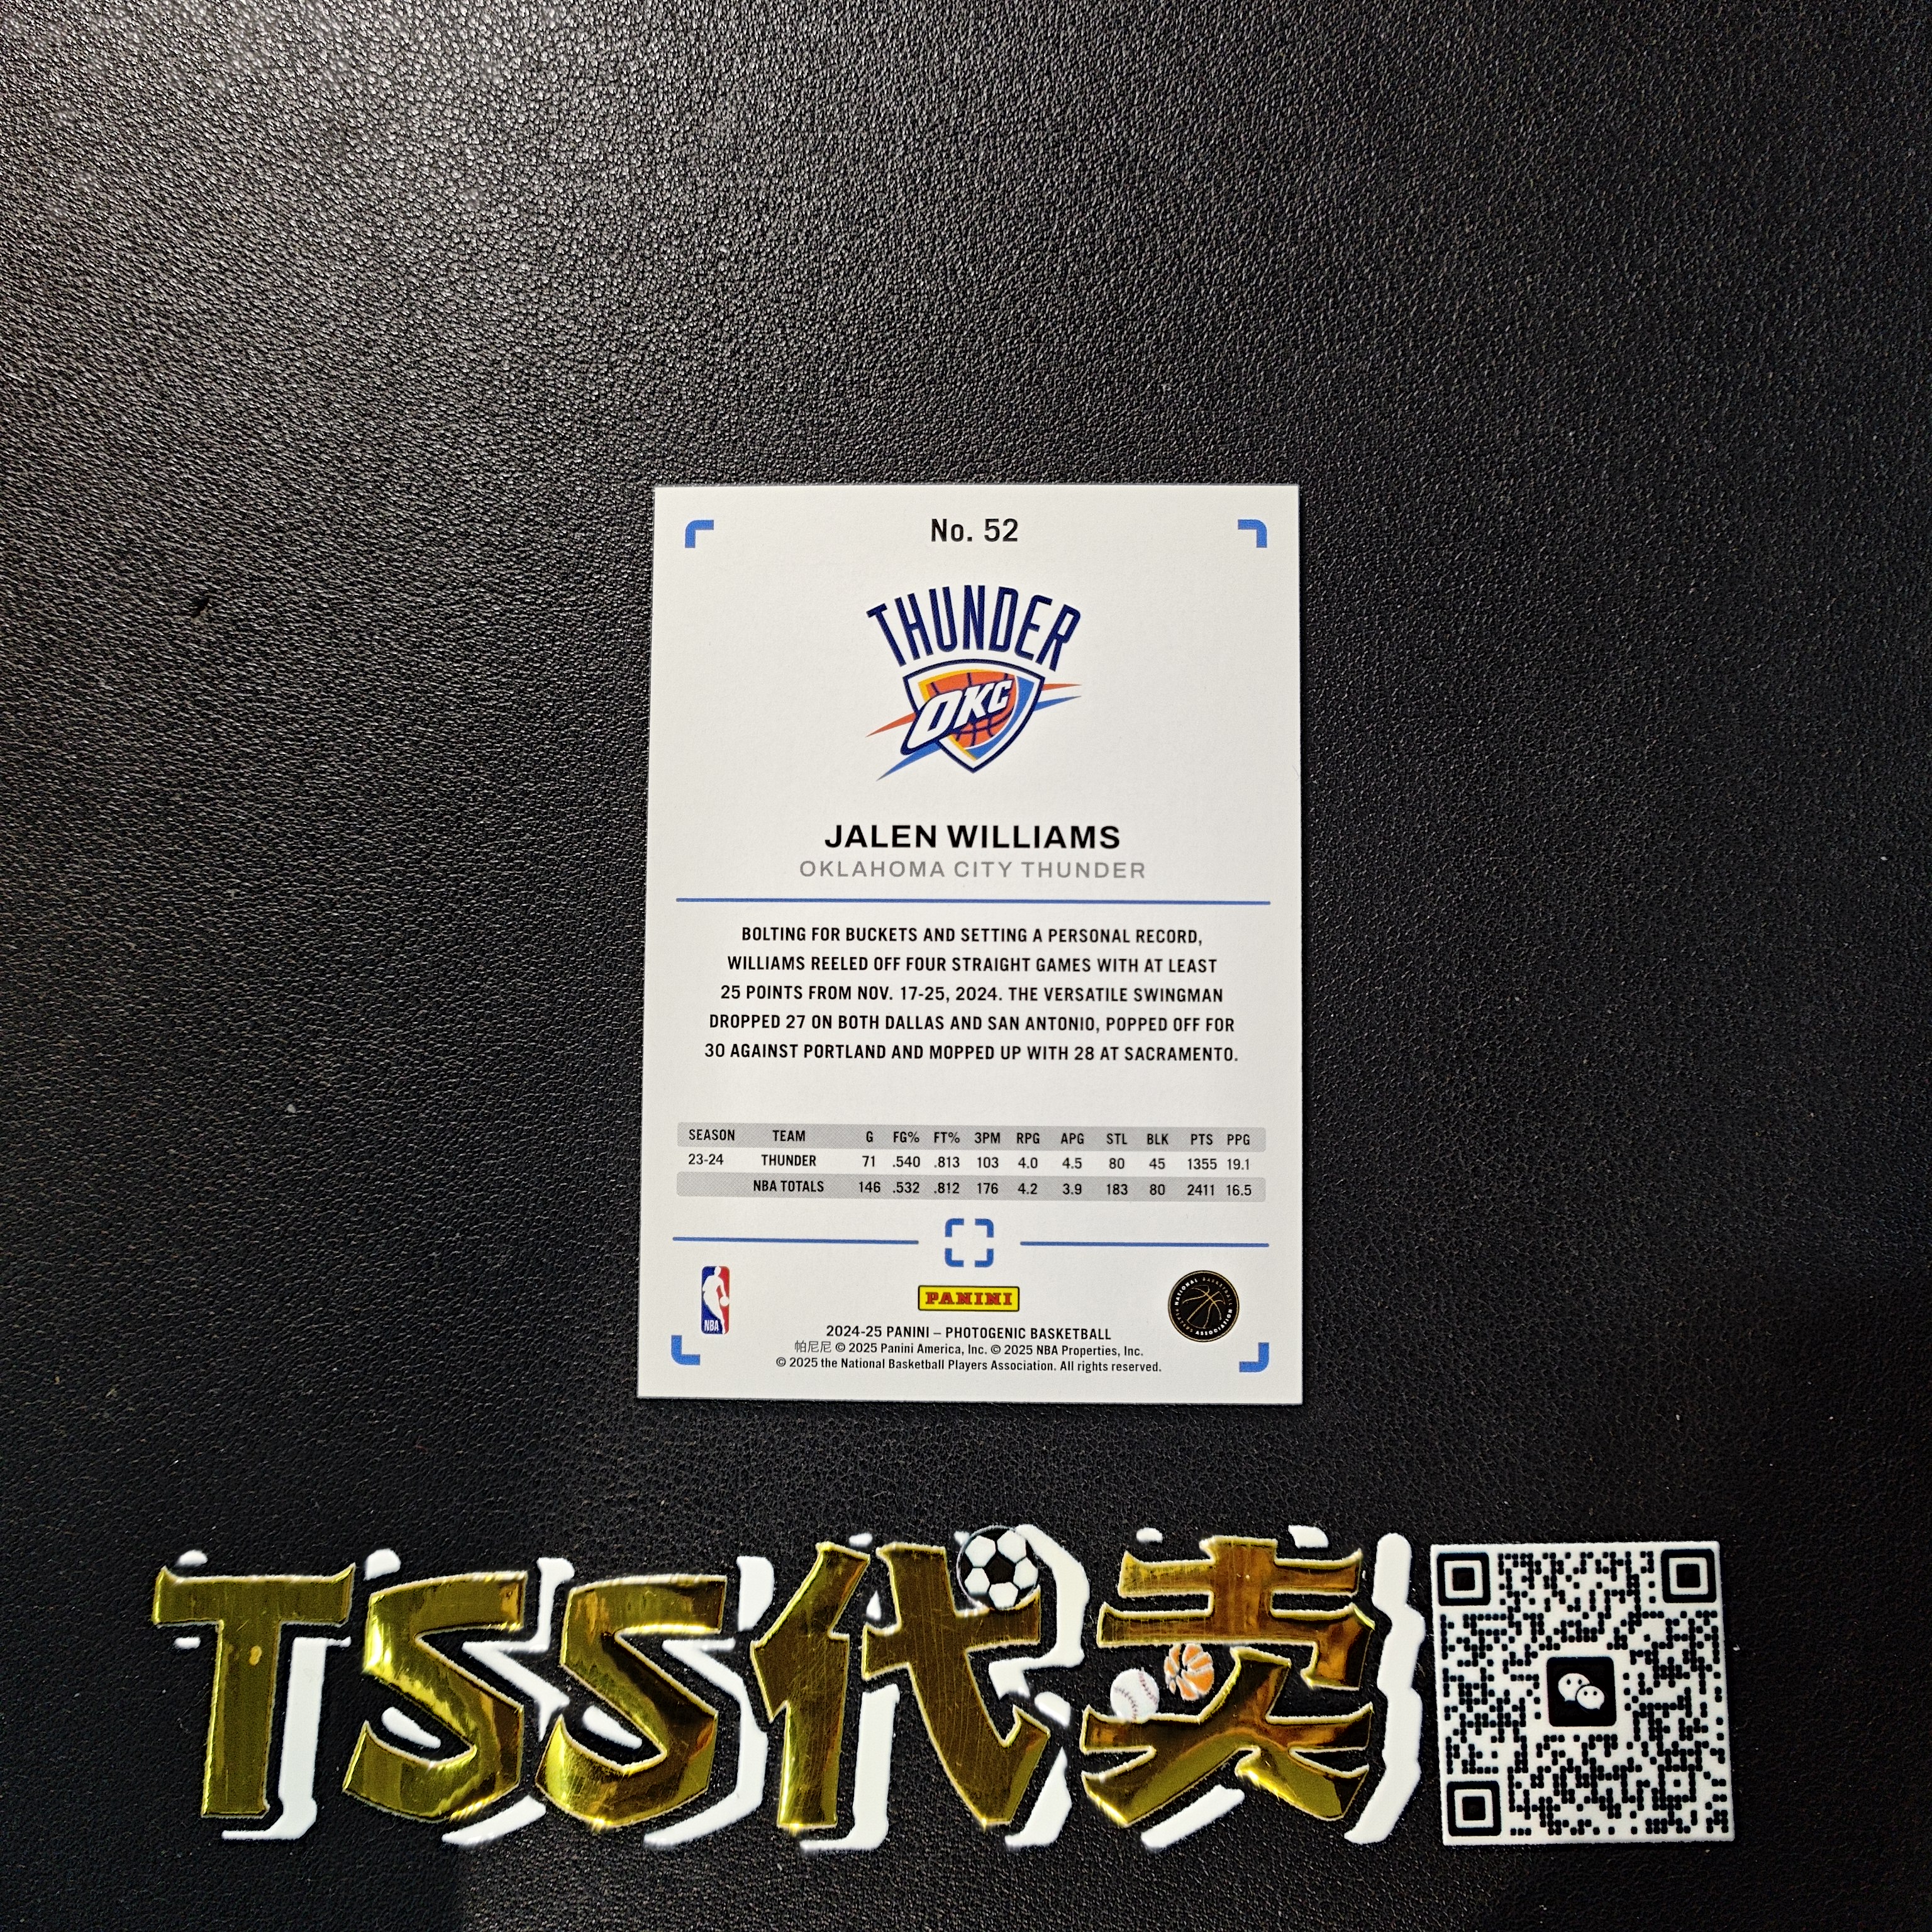 No. 52
THUNDER
OKC
JALEN WILLIAMS
OKLAHOMA CITY THUNDER
BOLTING FOR BUCKETS AND SETTING A PERSONAL RECORD,
WILLIAMS REELED OFF FOUR STRAIGHT GAMES WITH AT LEAST
25 POINTS FROM NOV. 17-25, 2024. THE VERSATILE SWINGMAN
DROPPED 27 ON BOTH DALLAS AND SAN ANTONIO, POPPED OFF FOR
30 AGAINST PORTLAND AND MOPPED UP WITH 28 AT SACRAMENTO.
SEASON TEAM G FG% FT% 3PM RPG APG STL BLK PTS PPG
23-24 THUNDER 71 .540 .813 103 4.0 4.5 80 45 1355 19.1
NBA TOTALS 146 .532 .812 176 4.2 3.9 183 80 2411 16.5
NBA
PANINI
NATIONAL BASKETBALL
PLAYERS ASSOCIATION
2024-25 PANINI – PHOTOGENIC BASKETBALL
帕尼尼 © 2025 Panini America, Inc. © 2025 NBA Properties, Inc.
© 2025 the National Basketball Players Association. All rights reserved.
TSS代卖